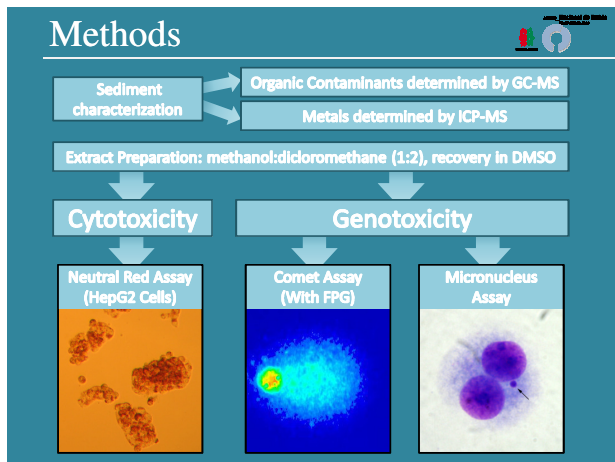 Methods
Sediment
characterization
Organic Contaminants determined by GC-MS
Metals determined by ICP-MS
Extract Preparation: methanol:dicloromethane (1:2), recovery in DMSO
Cytotoxicity
Genotoxicity
Neutral Red Assay
(HepG2 Cells)
Comet Assay
(With FPG)
Micronucleus
Assay